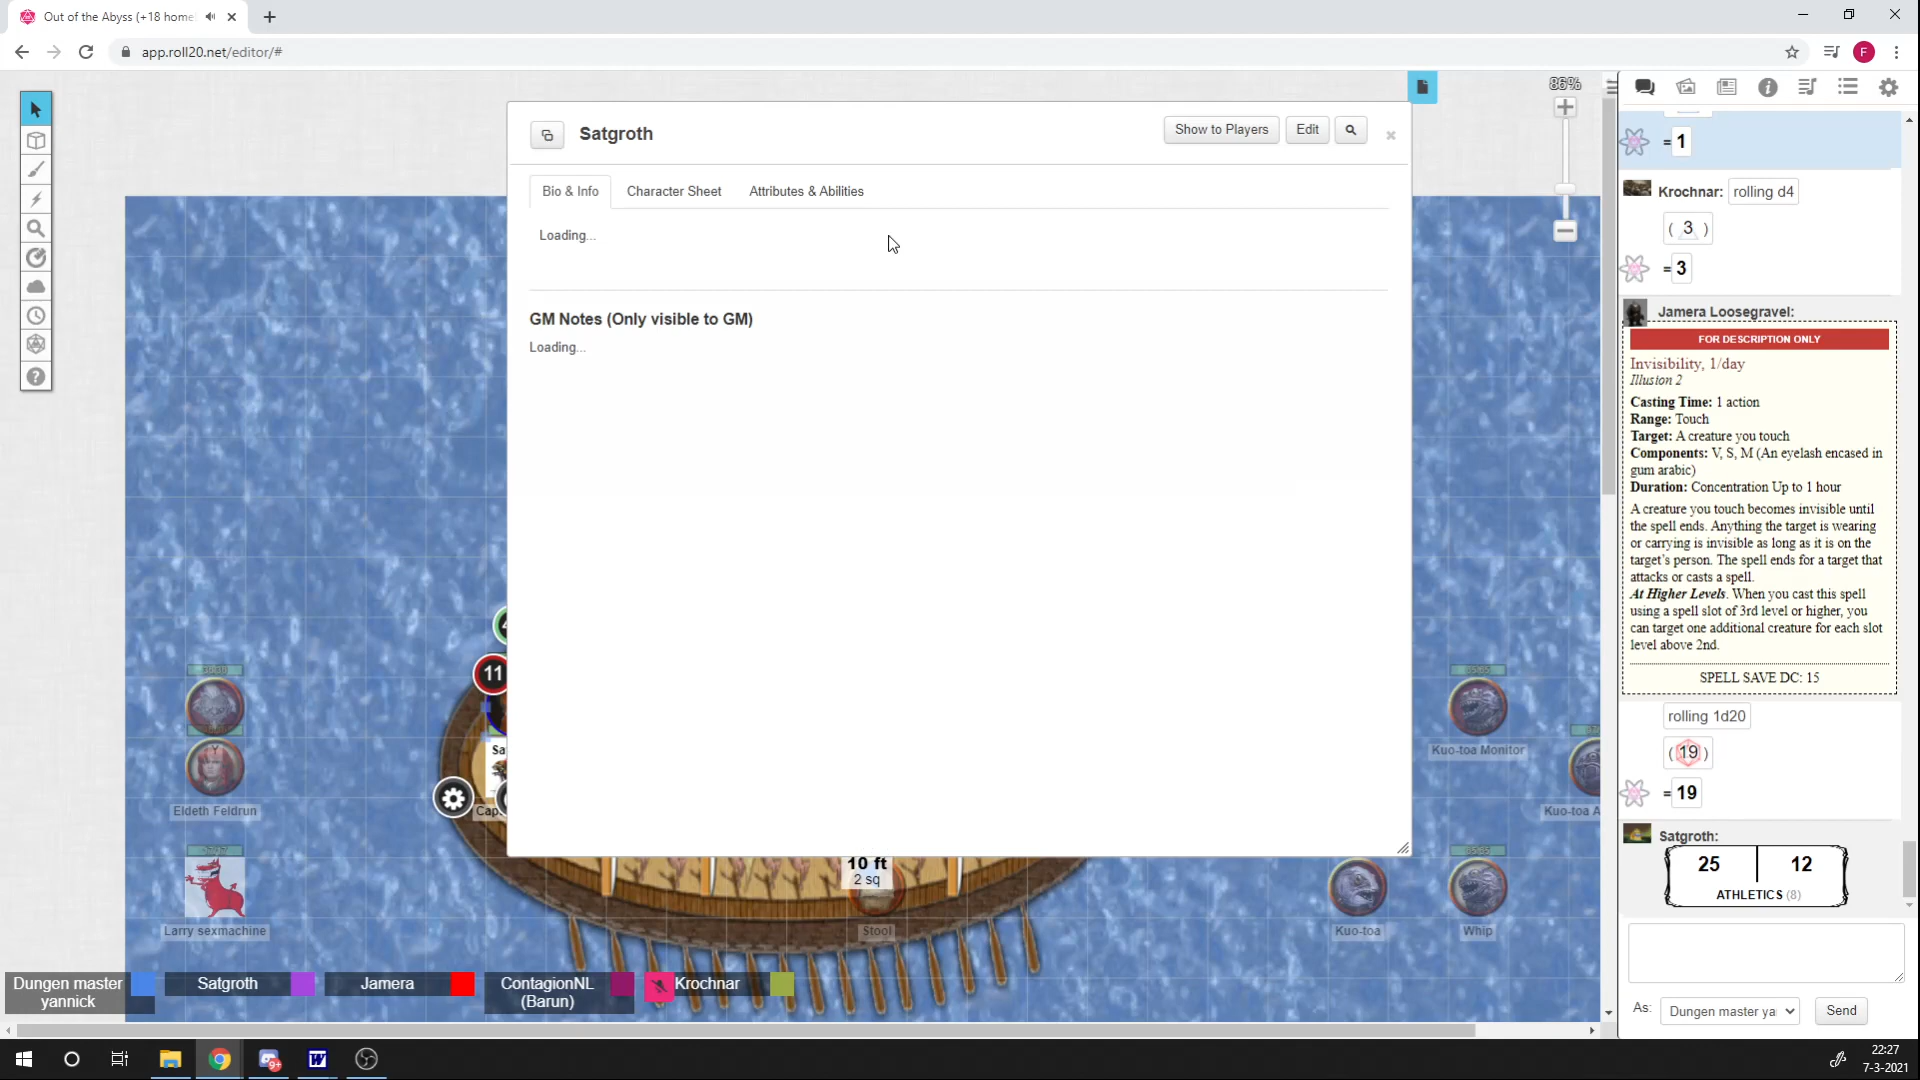 Out of the Abyss (+18 home
app.roll20.net/editor/#
86%
Satgroth
Show to Players
Edit
Bio & Info
Character Sheet
Attributes & Abilities
Loading...
GM Notes (Only visible to GM)
Loading...
11
Sa
Cap.
Eldeth Feldrun
Larry sexmachine
10 ft
2 sq
Stool
Kuo-toa Monitor
Kuo-toa A
Kuo-toa
Whip
Dungen master
yannick
Satgroth
Jamera
ContagionNL
(Barun)
Krochnar
=1
Krochnar: rolling d4
( 3 )
=3
Jamera Loosegravel:
FOR DESCRIPTION ONLY
Invisibility, 1/day
Illusion 2
Casting Time: 1 action
Range: Touch
Target: A creature you touch
Components: V, S, M (An eyelash encased in
gum arabic)
Duration: Concentration Up to 1 hour
A creature you touch becomes invisible until
the spell ends. Anything the target is wearing
or carrying is invisible as long as it is on the
target's person. The spell ends for a target that
attacks or casts a spell.
At Higher Levels. When you cast this spell
using a spell slot of 3rd level or higher, you
can target one additional creature for each slot
level above 2nd.
SPELL SAVE DC: 15
rolling 1d20
(19)
=19
Satgroth:
25 12
ATHLETICS (8)
As:
Dungen master ya
Send
9+
22:27
7-3-2021